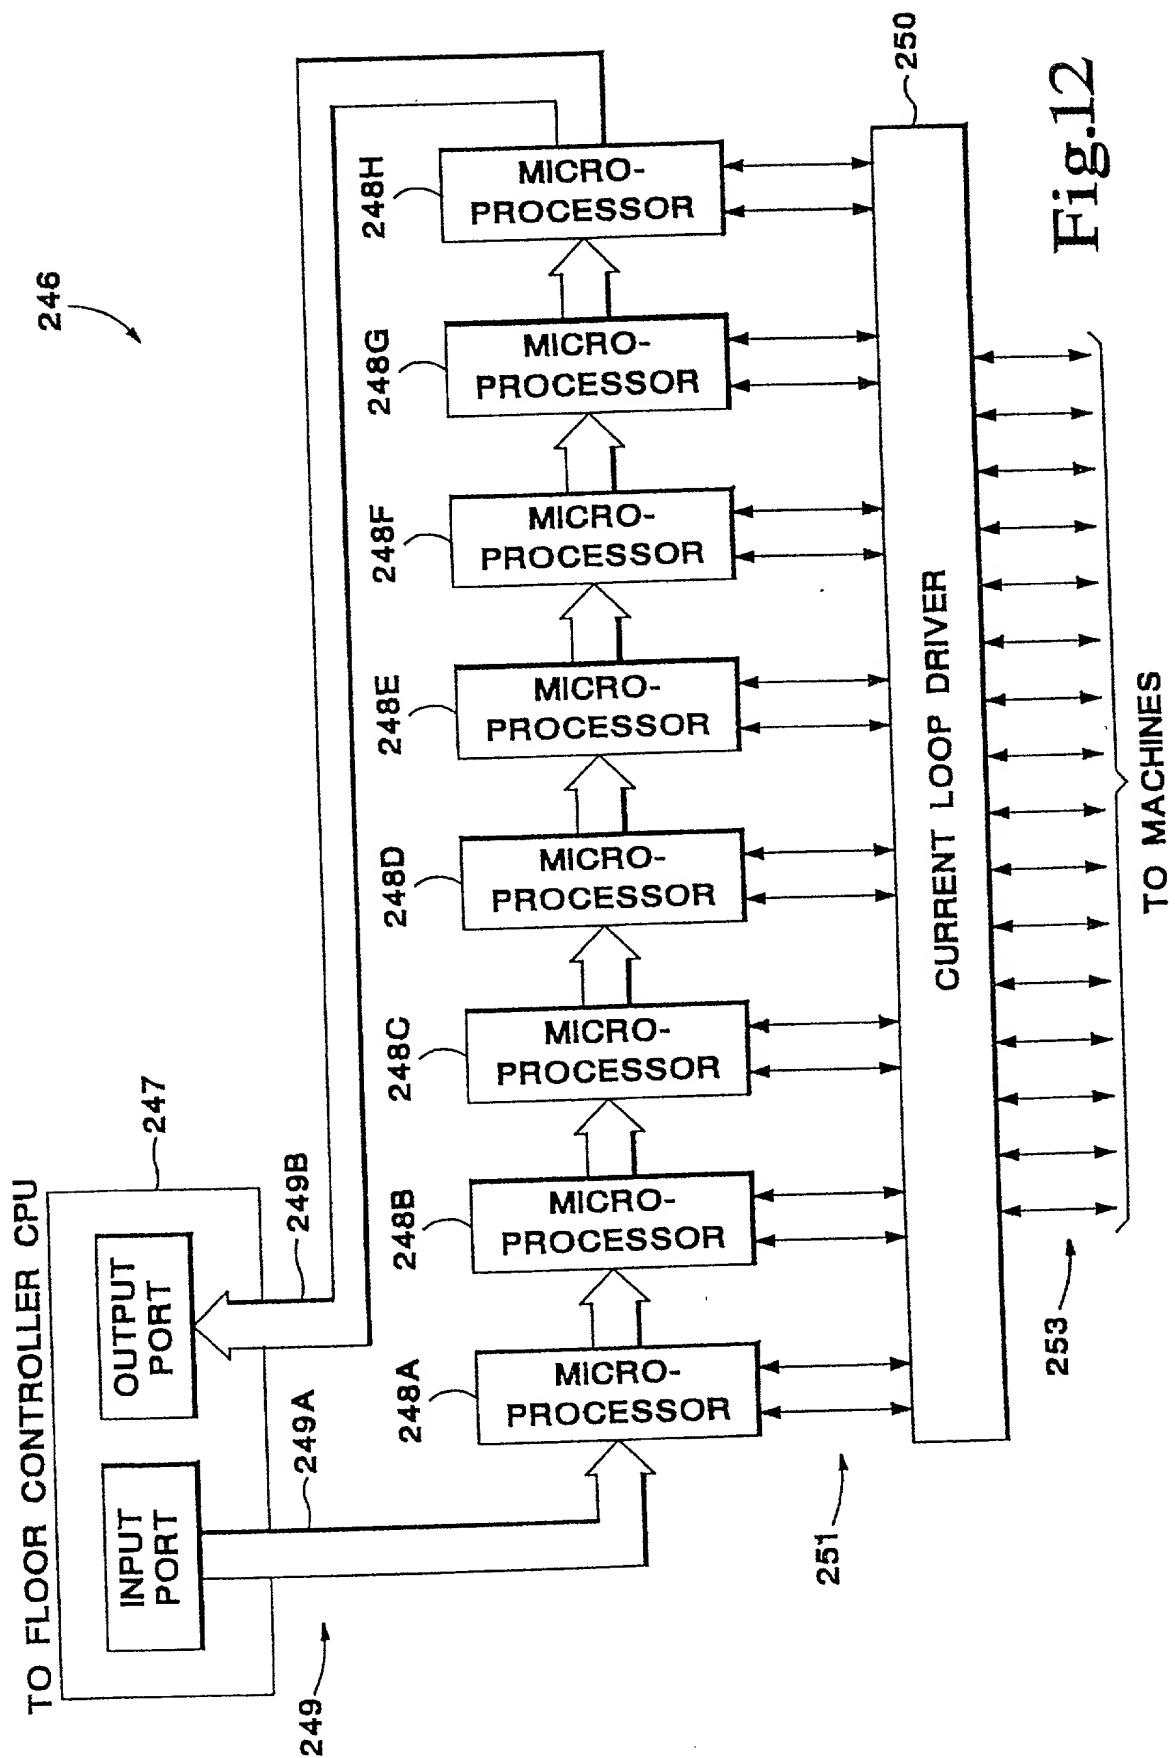 246
TO FLOOR CONTROLLER CPU
247
INPUT
PORT
OUTPUT
PORT
249
249A
249B
248A
248B
248C
248D
248E
248F
248G
248H
MICRO-
PROCESSOR
MICRO-
PROCESSOR
MICRO-
PROCESSOR
MICRO-
PROCESSOR
MICRO-
PROCESSOR
MICRO-
PROCESSOR
MICRO-
PROCESSOR
MICRO-
PROCESSOR
251
CURRENT LOOP DRIVER
250
253
TO MACHINES
Fig.12